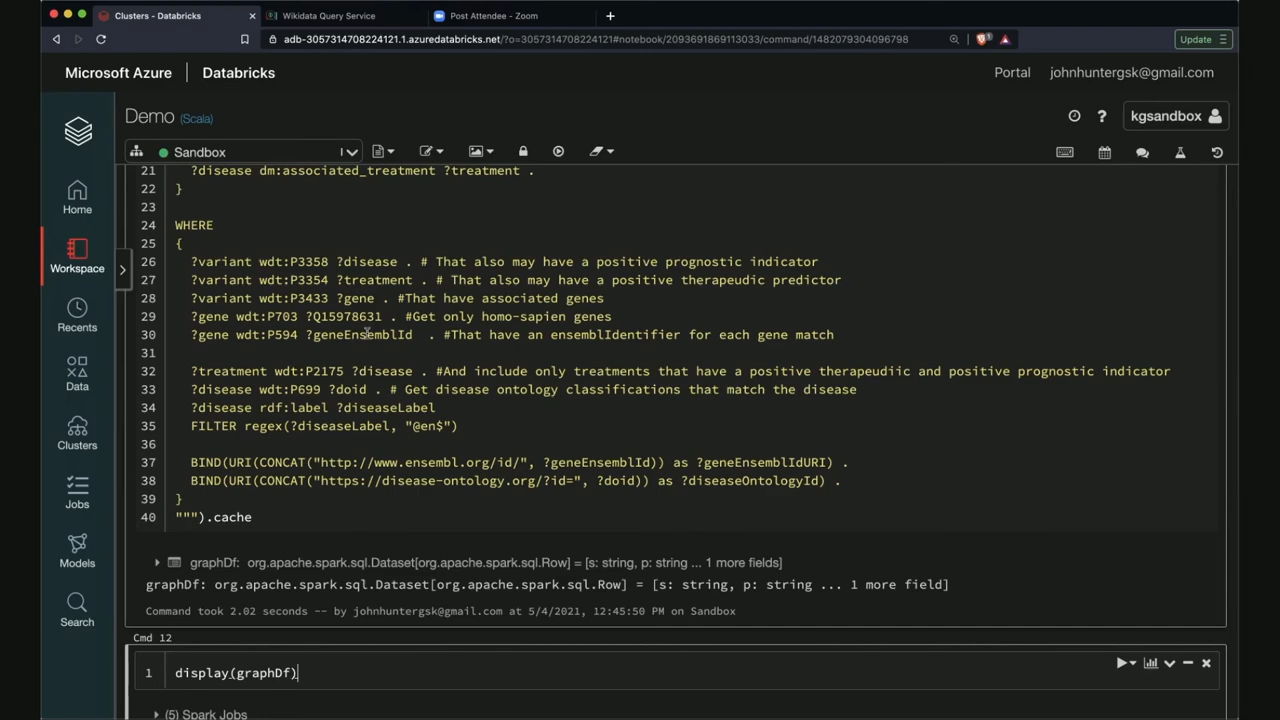 Clusters - Databricks
Wikidata Query Service
Post Attendee - Zoom
adb-3057314708224121.1.azuredatabricks.net/?o=3057314708224121#notebook/2093691869113033/command/1482079304096798
Update
Microsoft Azure
Databricks
Portal
johnhuntergsk@gmail.com
Demo (Scala)
kgsandbox
Sandbox
Home
Workspace
Recents
Data
Clusters
Jobs
Models
Search
21 ?disease dm:associated_treatment ?treatment .
22 }
23
24 WHERE
25 {
26 ?variant wdt:P3358 ?disease . # That also may have a positive prognostic indicator
27 ?variant wdt:P3354 ?treatment . # That also may have a positive therapeudic predictor
28 ?variant wdt:P3433 ?gene . #That have associated genes
29 ?gene wdt:P703 ?Q15978631 . #Get only homo-sapien genes
30 ?gene wdt:P594 ?geneEnsemblId . #That have an ensemblIdentifier for each gene match
31
32 ?treatment wdt:P2175 ?disease . #And include only treatments that have a positive therapeudiic and positive prognostic indicator
33 ?disease wdt:P699 ?doid . # Get disease ontology classifications that match the disease
34 ?disease rdf:label ?diseaseLabel
35 FILTER regex(?diseaseLabel, "@en$")
36
37 BIND(URI(CONCAT("http://www.ensembl.org/id/", ?geneEnsemblId)) as ?geneEnsemblIdURI) .
38 BIND(URI(CONCAT("https://disease-ontology.org/?id=", ?doid)) as ?diseaseOntologyId) .
39 }
40 """).cache
graphDf: org.apache.spark.sql.Dataset[org.apache.spark.sql.Row] = [s: string, p: string ... 1 more fields]
graphDf: org.apache.spark.sql.Dataset[org.apache.spark.sql.Row] = [s: string, p: string ... 1 more field]
Command took 2.02 seconds -- by johnhuntergsk@gmail.com at 5/4/2021, 12:45:50 PM on Sandbox
Cmd 12
1 display(graphDf)
(5) Spark Jobs